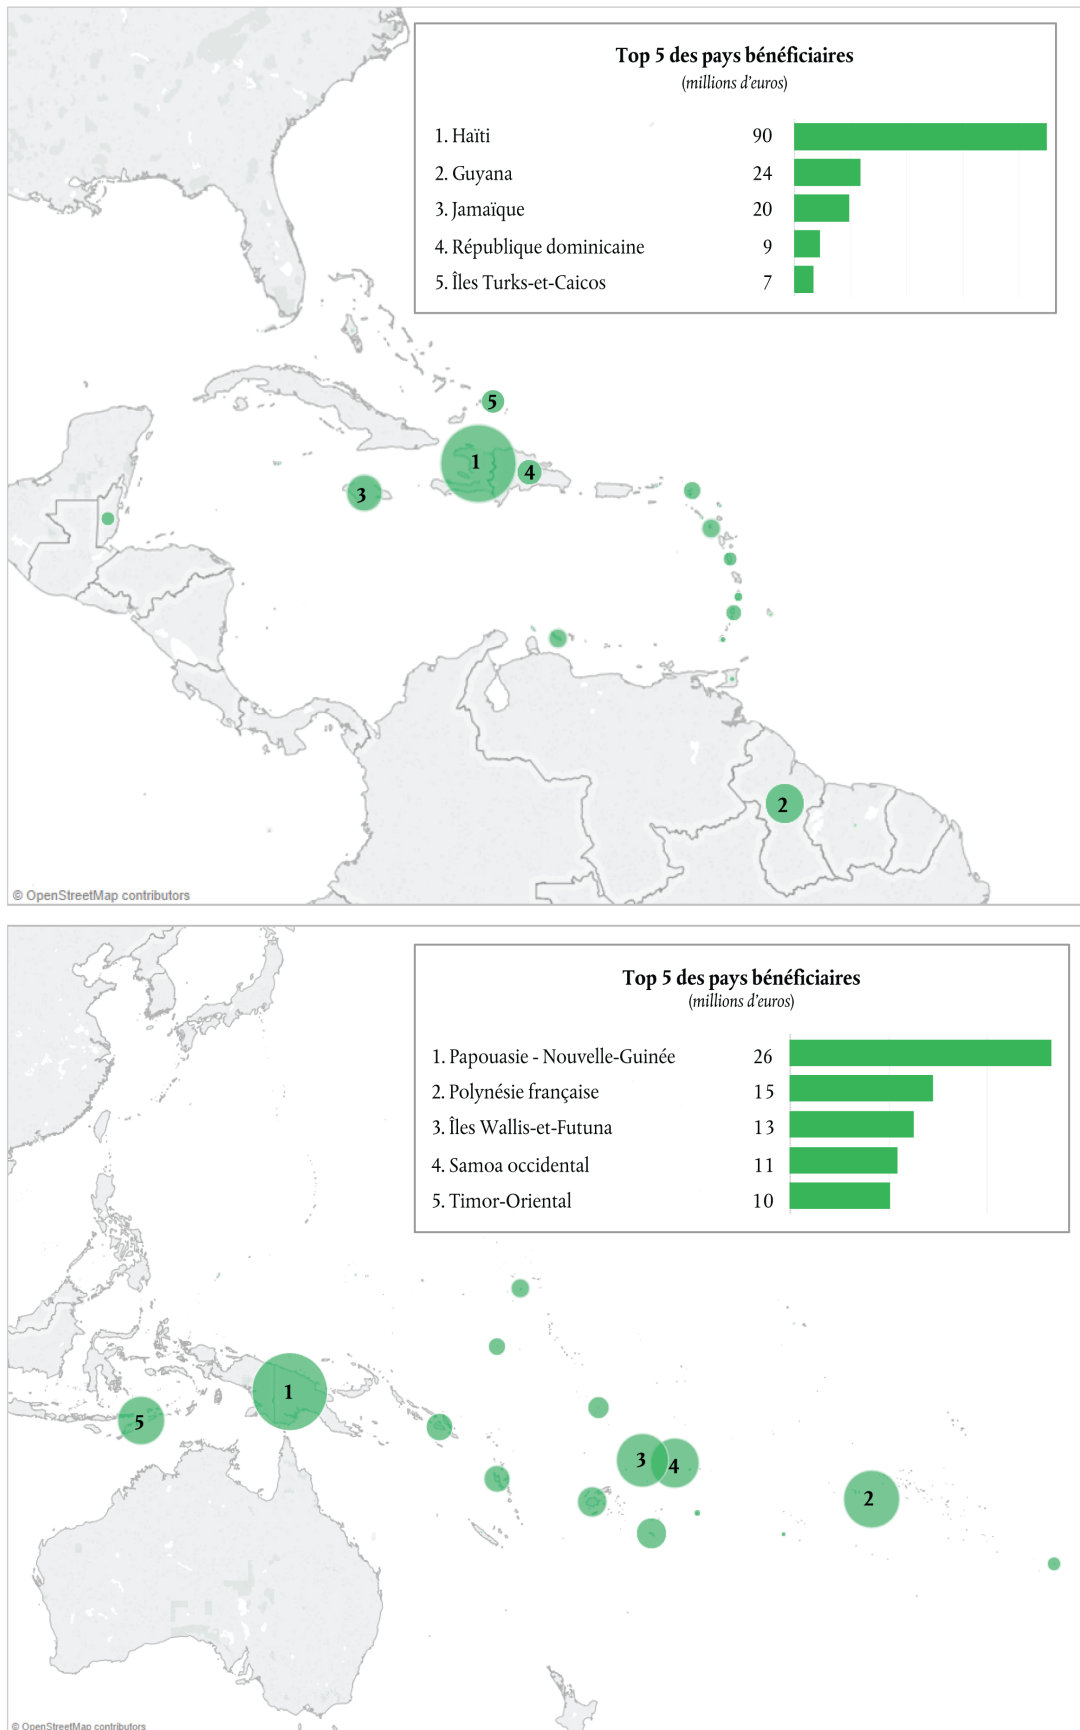 Top 5 des pays bénéficiaires
(millions d'euros)
1. Haïti 90
2. Guyana 24
3. Jamaïque 20
4. République dominicaine 9
5. Îles Turks-et-Caicos 7
5
1
4
3
2
© OpenStreetMap contributors
Top 5 des pays bénéficiaires
(millions d'euros)
1. Papouasie - Nouvelle-Guinée 26
2. Polynésie française 15
3. Îles Wallis-et-Futuna 13
4. Samoa occidental 11
5. Timor-Oriental 10
1
5
3
4
2
© OpenStreetMap contributors